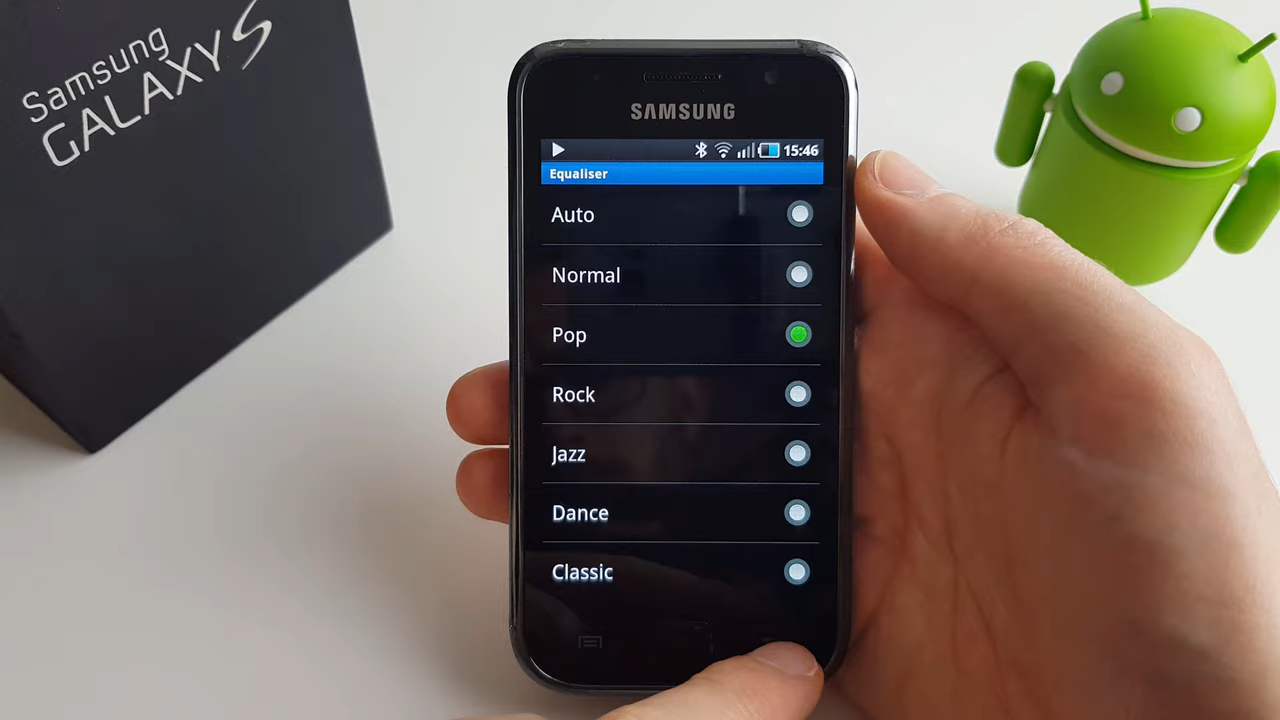 Samsung
GALAXY S
SAMSUNG
15:46
Equaliser
Auto
Normal
Pop
Rock
Jazz
Dance
Classic